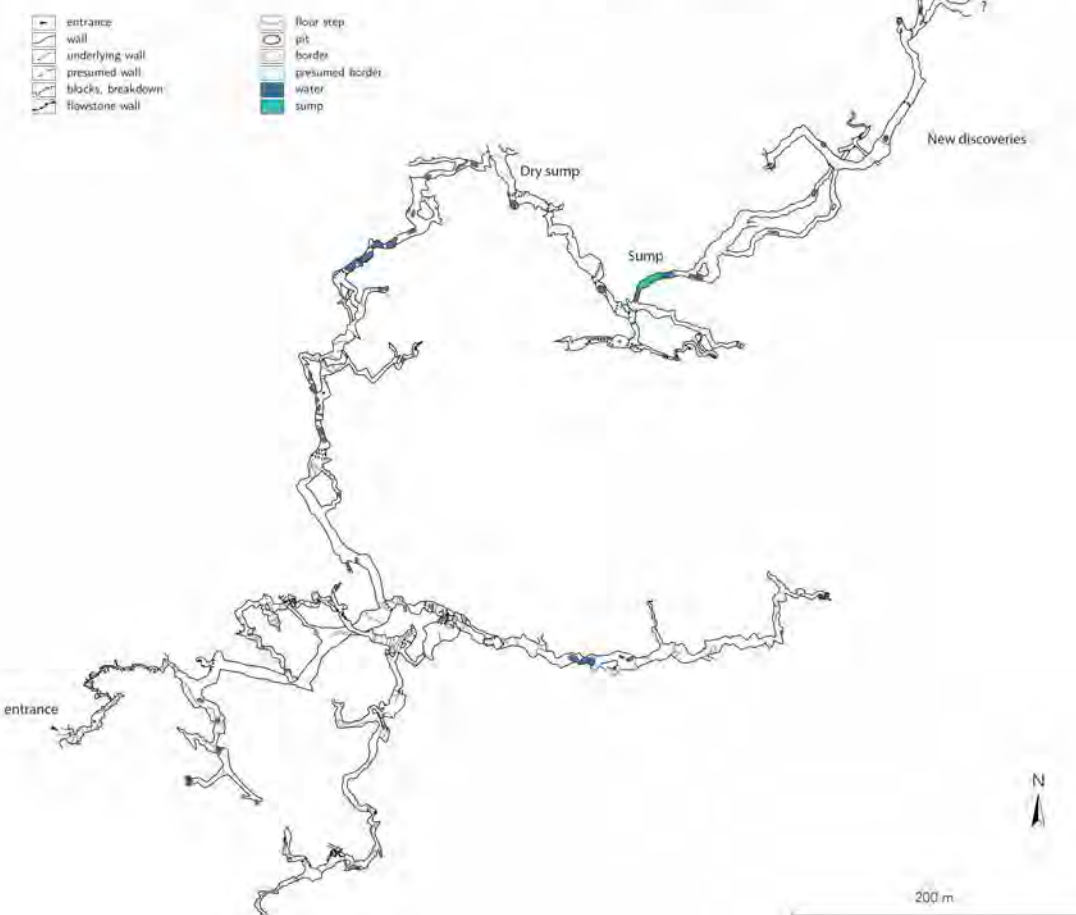 entrance
wall
underlying wall
presumed wall
blocks, breakdown
flowstone wall
floor step
pit
border
presumed border
water
sump
?
New discoveries
Dry sump
Sump
entrance
N
200 m